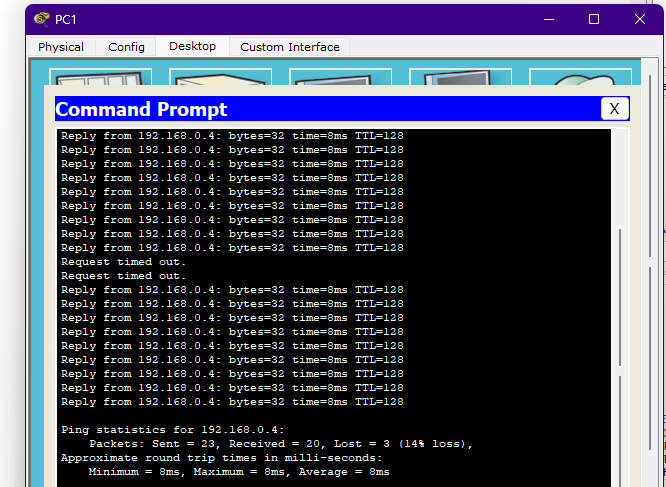 PC1
Physical Config Desktop Custom Interface
Command Prompt X
Reply from 192.168.0.4: bytes=32 time=8ms TTL=128
Reply from 192.168.0.4: bytes=32 time=8ms TTL=128
Reply from 192.168.0.4: bytes=32 time=8ms TTL=128
Reply from 192.168.0.4: bytes=32 time=8ms TTL=128
Reply from 192.168.0.4: bytes=32 time=8ms TTL=128
Reply from 192.168.0.4: bytes=32 time=8ms TTL=128
Reply from 192.168.0.4: bytes=32 time=8ms TTL=128
Reply from 192.168.0.4: bytes=32 time=8ms TTL=128
Reply from 192.168.0.4: bytes=32 time=8ms TTL=128
Request timed out.
Request timed out.
Reply from 192.168.0.4: bytes=32 time=8ms TTL=128
Reply from 192.168.0.4: bytes=32 time=8ms TTL=128
Reply from 192.168.0.4: bytes=32 time=8ms TTL=128
Reply from 192.168.0.4: bytes=32 time=8ms TTL=128
Reply from 192.168.0.4: bytes=32 time=8ms TTL=128
Reply from 192.168.0.4: bytes=32 time=8ms TTL=128
Reply from 192.168.0.4: bytes=32 time=8ms TTL=128
Reply from 192.168.0.4: bytes=32 time=8ms TTL=128
Reply from 192.168.0.4: bytes=32 time=8ms TTL=128
Ping statistics for 192.168.0.4:
Packets: Sent = 23, Received = 20, Lost = 3 (14% loss),
Approximate round trip times in milli-seconds:
Minimum = 8ms, Maximum = 8ms, Average = 8ms